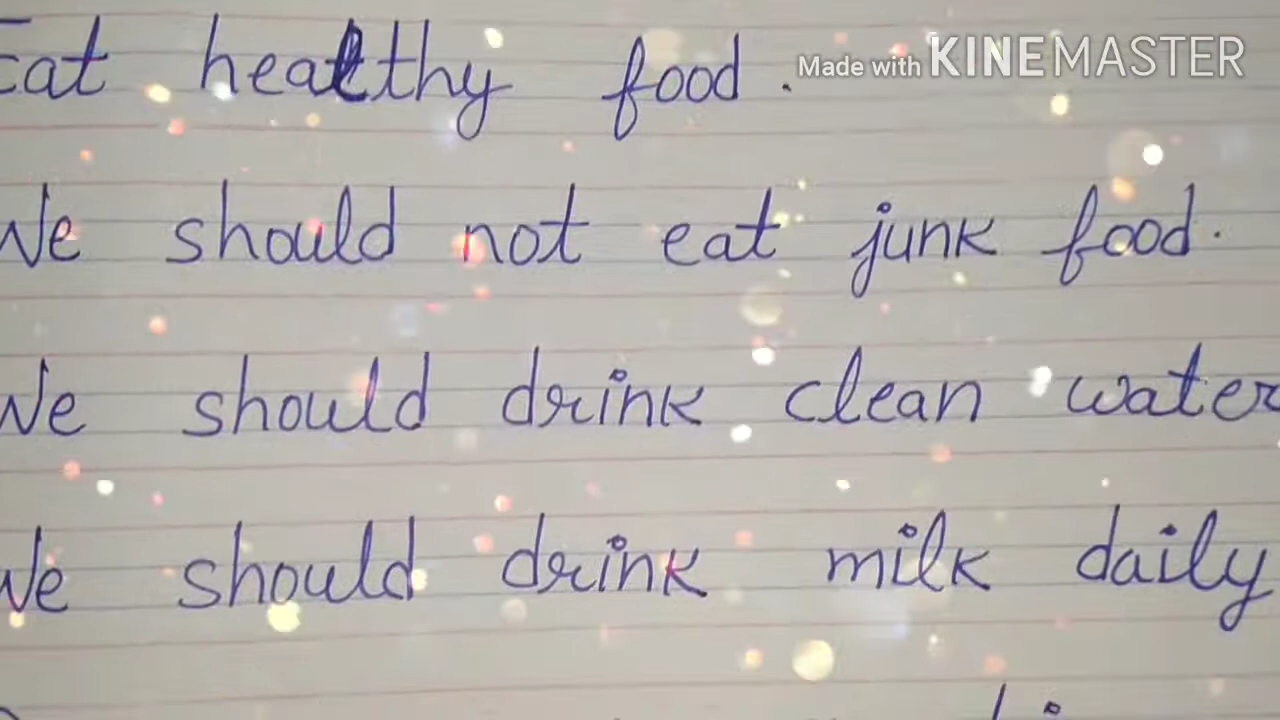 Eat healthy food.
Made with KINEMASTER
We should not eat junk food.
We should drink clean water
We should drink milk daily